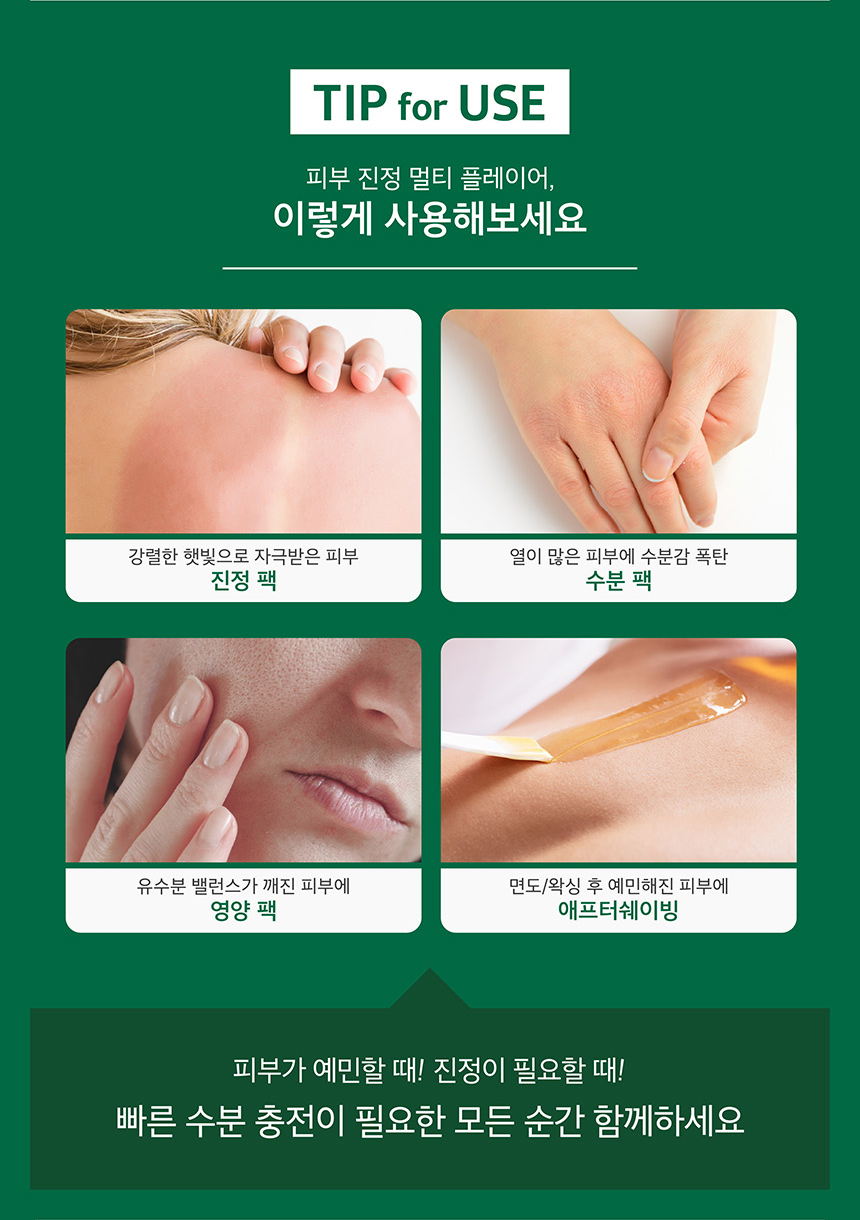 TIP for USE
피부 진정 멀티 플레이어,
이렇게 사용해보세요
강렬한 햇빛으로 자극받은 피부
진정 팩
열이 많은 피부에 수분감 폭탄
수분 팩
유수분 밸런스가 깨진 피부에
영양 팩
면도/왁싱 후 예민해진 피부에
애프터쉐이빙
피부가 예민할 때! 진정이 필요할 때!
빠른 수분 충전이 필요한 모든 순간 함께하세요